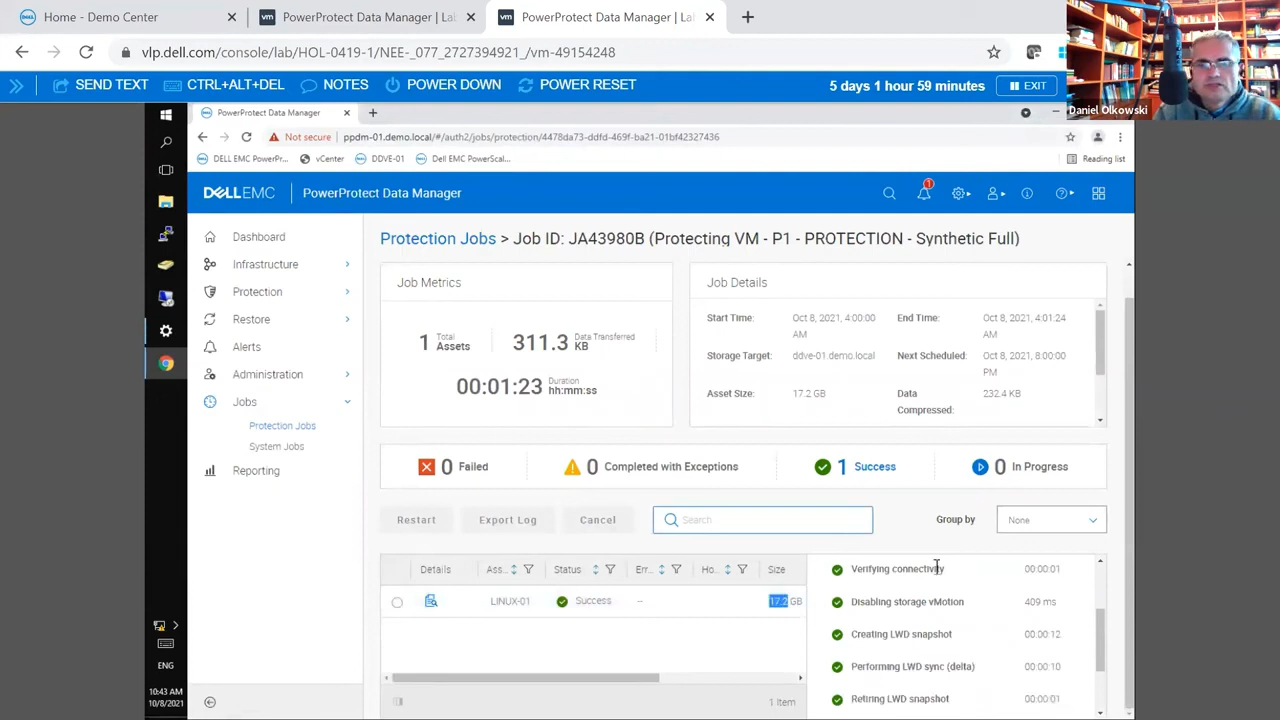 Home - Demo Center
PowerProtect Data Manager | Lal
PowerProtect Data Manager | Lal
vlp.dell.com/console/lab/HOL-0419-1/NEE-_077_2727394921_/vm-49154248
SEND TEXT
CTRL+ALT+DEL
NOTES
POWER DOWN
POWER RESET
5 days 1 hour 59 minutes
EXIT
Daniel Olkowski
PowerProtect Data Manager
Not secure
ppdm-01.demo.local/#/auth2/jobs/protection/4478da73-ddfd-469f-ba21-01bf42327436
DELL EMC PowerPr...
vCenter
DDVE-01
Dell EMC PowerScal...
Reading list
DELLEMC
PowerProtect Data Manager
1
Dashboard
Infrastructure
Protection
Restore
Alerts
Administration
Jobs
Protection Jobs
System Jobs
Reporting
Protection Jobs > Job ID: JA43980B (Protecting VM - P1 - PROTECTION - Synthetic Full)
Job Metrics
1 Total Assets
311.3 KB Data Transferred
00:01:23 Duration hh:mm:ss
Job Details
Start Time: Oct 8, 2021, 4:00:00 AM
End Time: Oct 8, 2021, 4:01:24 AM
Storage Target: ddve-01.demo.local
Next Scheduled: Oct 8, 2021, 8:00:00 PM
Asset Size: 17.2 GB
Data Compressed: 232.4 KB
0 Failed
0 Completed with Exceptions
1 Success
0 In Progress
Restart
Export Log
Cancel
Search
Group by
None
Details Ass... Status Err... Ho... Size
LINUX-01 Success -- 17.2 GB
1 Item
Verifying connectivity 00:00:01
Disabling storage vMotion 409 ms
Creating LWD snapshot 00:00:12
Performing LWD sync (delta) 00:00:10
Retiring LWD snapshot 00:00:01
ENG
10:43 AM
10/8/2021